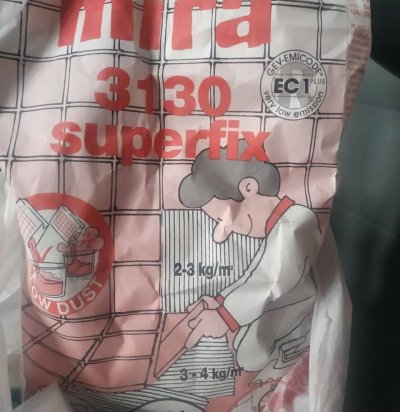 mira
3130
superfix
GEV-EMICODE
EC1 PLUS
very low emission
LOW DUST
2-3 kg/m²
3 - 4 kg/m²